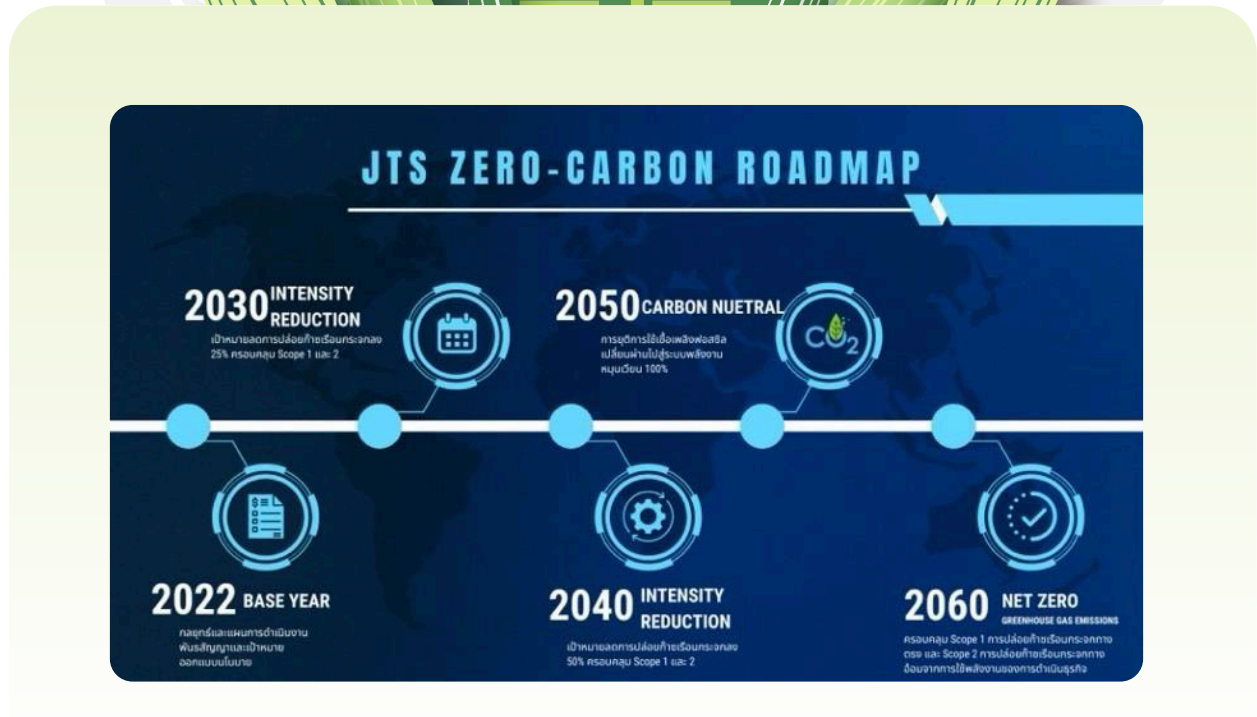 JTS ZERO-CARBON ROADMAP
2030 INTENSITY
REDUCTION
เป้าหมายลดการปล่อยก๊าซเรือนกระจกลง
25% ครอบคลุม Scope 1 และ 2
2050 CARBON NUETRAL
การยุติการใช้เชื้อเพลิงฟอสซิล
เปลี่ยนผ่านไปสู่ระบบพลังงาน
หมุนเวียน 100%
CO2
2022 BASE YEAR
กลยุทธ์และแผนการดำเนินงาน
พันธสัญญาและเป้าหมาย
ออกแบบนโยบาย
2040 INTENSITY
REDUCTION
เป้าหมายลดการปล่อยก๊าซเรือนกระจกลง
50% ครอบคลุม Scope 1 และ 2
2060 NET ZERO
GREENHOUSE GAS EMISSIONS
ครอบคลุม Scope 1 การปล่อยก๊าซเรือนกระจกทาง
ตรง และ Scope 2 การปล่อยก๊าซเรือนกระจกทาง
อ้อมจากการใช้พลังงานของการดำเนินธุรกิจ